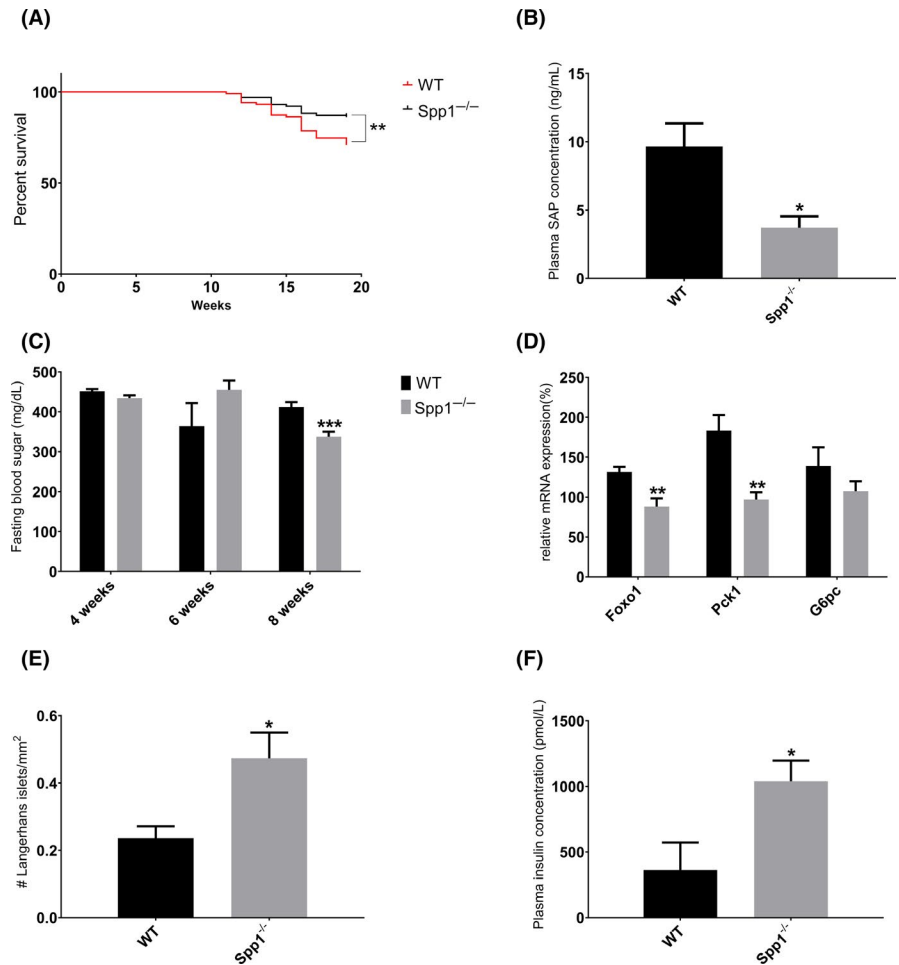 (A)
WT
Spp1−/−
**
Percent survival
100
50
0
0 5 10 15 20
Weeks
(B)
Plasma SAP concentration (ng/mL)
15
10
5
0
*
WT
Spp1-/-
(C)
Fasting blood sugar (mg/dL)
500
400
300
200
100
0
***
4 weeks
6 weeks
8 weeks
WT
Spp1−/−
(D)
relative mRNA expression(%)
250
200
150
100
50
0
**
**
Foxo1
Pck1
G6pc
(E)
# Langerhans islets/mm2
0.6
0.4
0.2
0.0
*
WT
Spp1-/-
(F)
Plasma insulin concentration (pmol/L)
1500
1000
500
0
*
WT
Spp1-/-